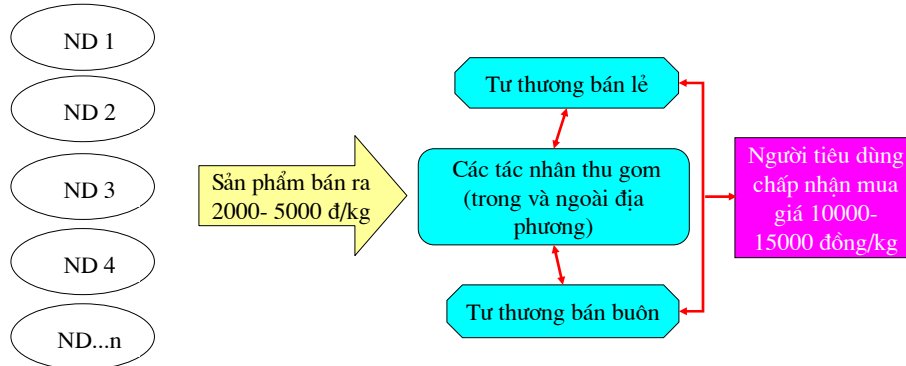 ND 1
ND 2
ND 3
ND 4
ND...n
Sản phẩm bán ra
2000- 5000 đ/kg
Tư thương bán lẻ
Các tác nhân thu gom
(trong và ngoài địa
phương)
Tư thương bán buôn
Người tiêu dùng
chấp nhận mua
giá 10000-
15000 đồng/kg